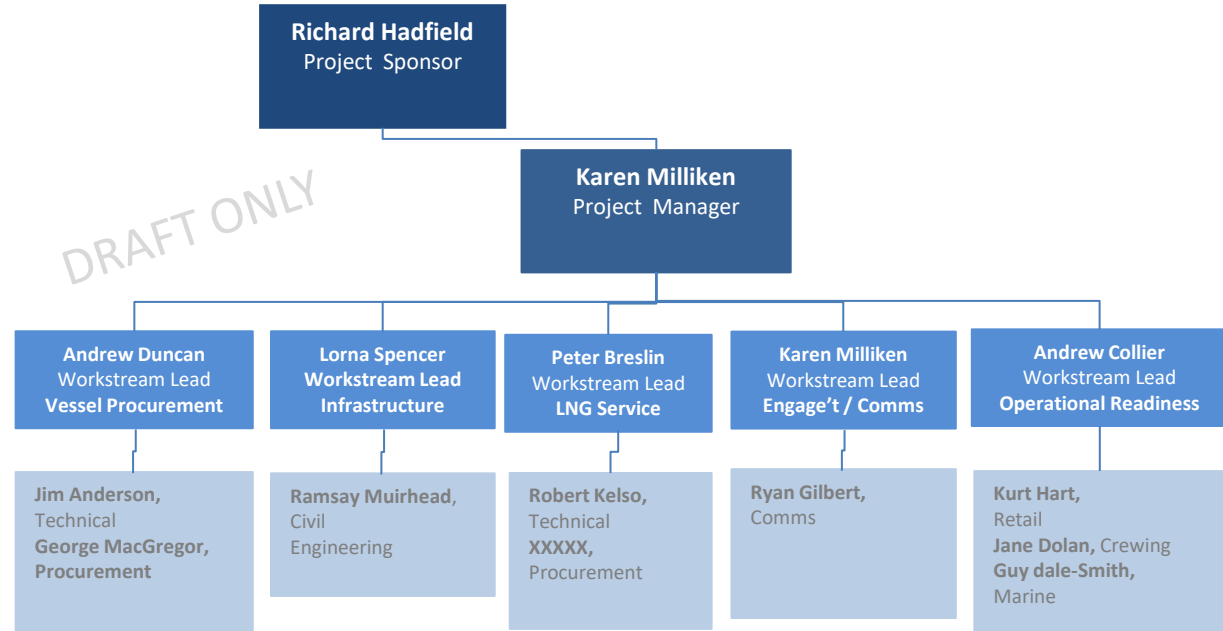 Richard Hadfield
Project Sponsor
Karen Milliken
Project Manager
DRAFT ONLY
Andrew Duncan
Workstream Lead
Vessel Procurement
Lorna Spencer
Workstream Lead
Infrastructure
Peter Breslin
Workstream Lead
LNG Service
Karen Milliken
Workstream Lead
Engage’t / Comms
Andrew Collier
Workstream Lead
Operational Readiness
Jim Anderson,
Technical
George MacGregor,
Procurement
Ramsay Muirhead,
Civil
Engineering
Robert Kelso,
Technical
XXXXX,
Procurement
Ryan Gilbert,
Comms
Kurt Hart,
Retail
Jane Dolan, Crewing
Guy dale-Smith,
Marine